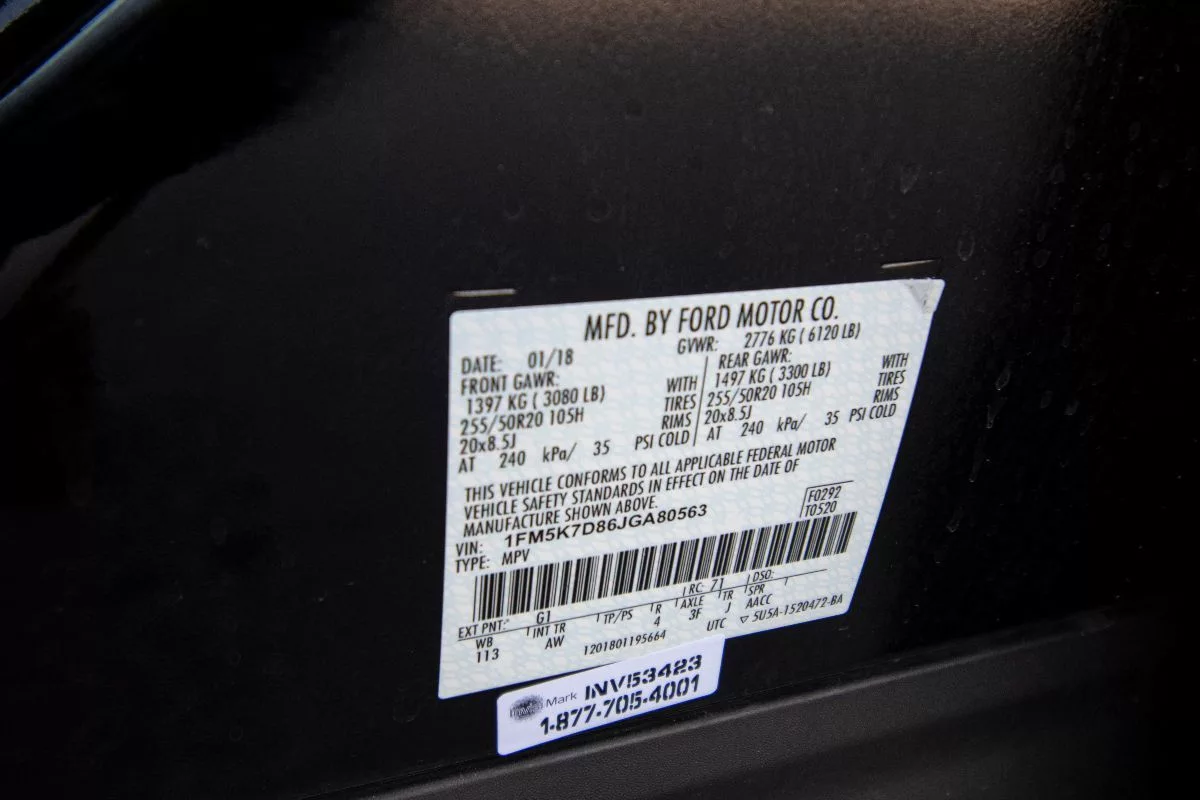 MFD. BY FORD MOTOR CO.
DATE: 01/18 GVWR: 2776 KG ( 6120 LB)
FRONT GAWR: REAR GAWR:
1397 KG ( 3080 LB) WITH 1497 KG ( 3300 LB) WITH
255/50R20 105H TIRES 255/50R20 105H TIRES
20x8.5J RIMS 20x8.5J RIMS
AT 240 kPa/ 35 PSI COLD AT 240 kPa/ 35 PSI COLD
THIS VEHICLE CONFORMS TO ALL APPLICABLE FEDERAL MOTOR
VEHICLE SAFETY STANDARDS IN EFFECT ON THE DATE OF
MANUFACTURE SHOWN ABOVE.
F0292
T0520
VIN: 1FM5K7D86JGA80563
TYPE: MPV
EXT PNT: G1 RC: 71 DSO:
WB INT TR TP/PS R AXLE TR SPR
113 AW 4 3F J AACC
1201801195664 UTC ▽ 5U5A-1520472-BA
Mark INV53423
1-877-705-4001